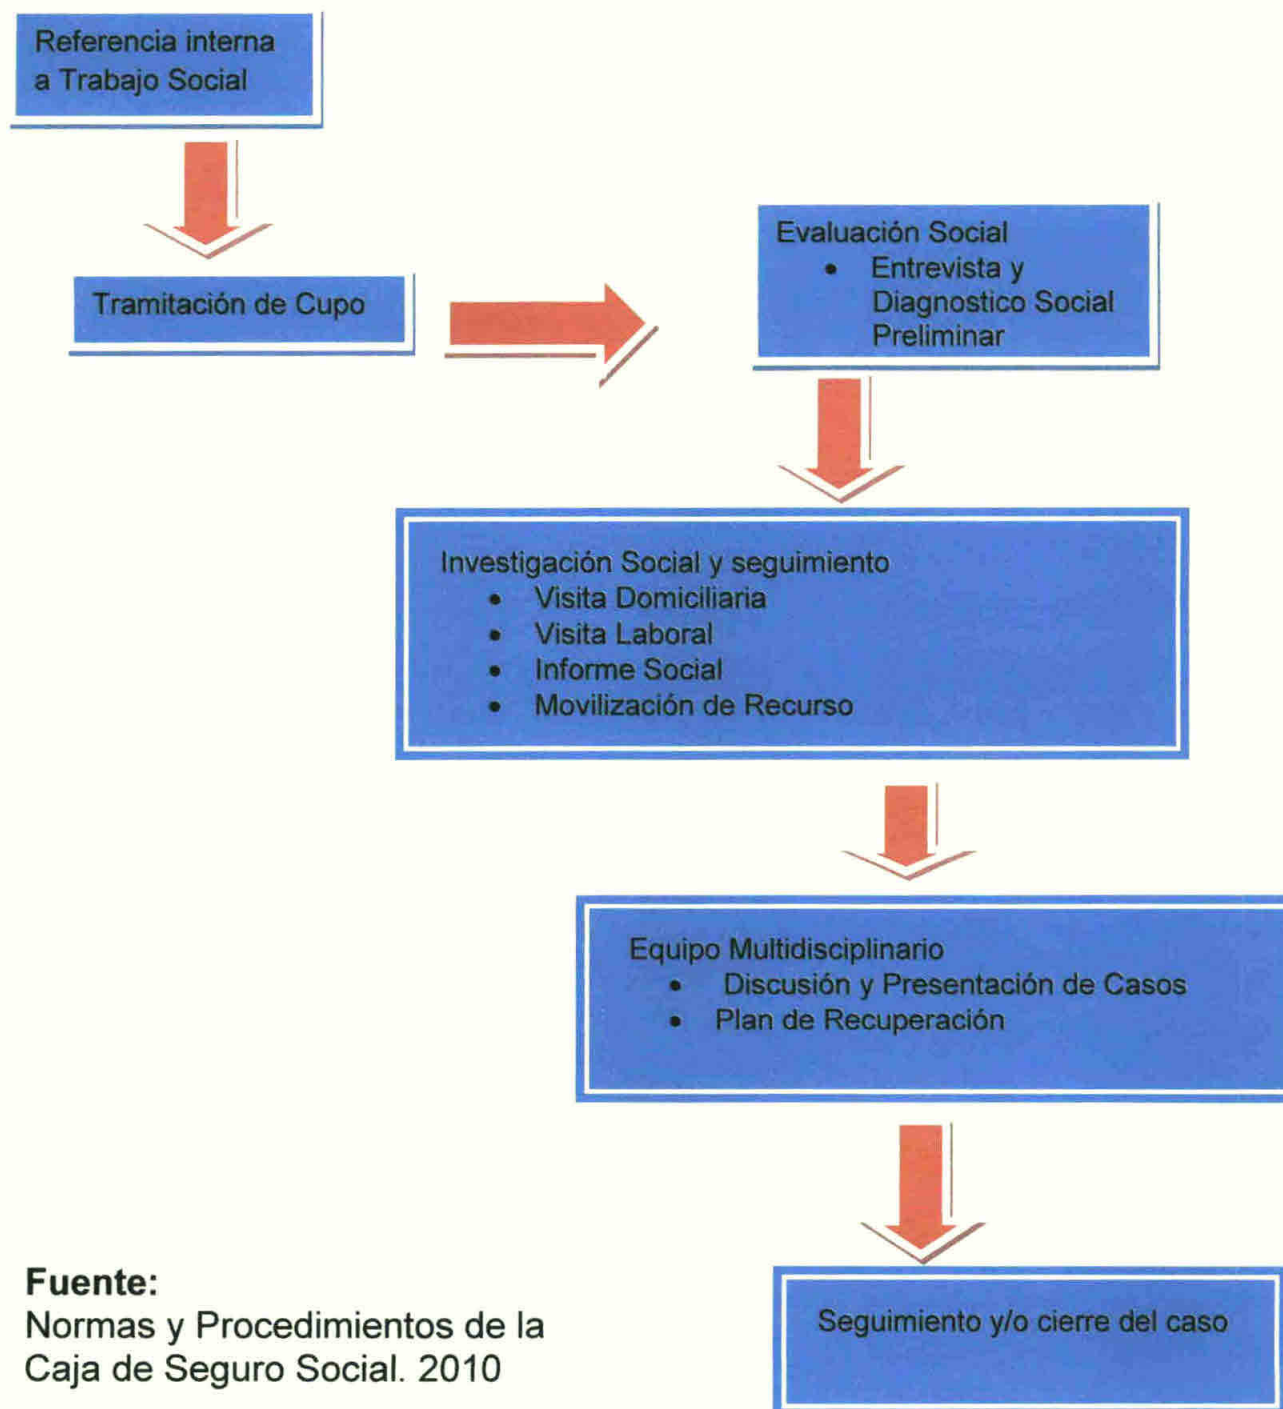 Referencia interna
a Trabajo Social
Tramitación de Cupo
Evaluación Social
• Entrevista y
Diagnostico Social
Preliminar
Investigación Social y seguimiento
• Visita Domiciliaria
• Visita Laboral
• Informe Social
• Movilización de Recurso
Equipo Multidisciplinario
• Discusión y Presentación de Casos
• Plan de Recuperación
Seguimiento y/o cierre del caso
Fuente:
Normas y Procedimientos de la
Caja de Seguro Social. 2010